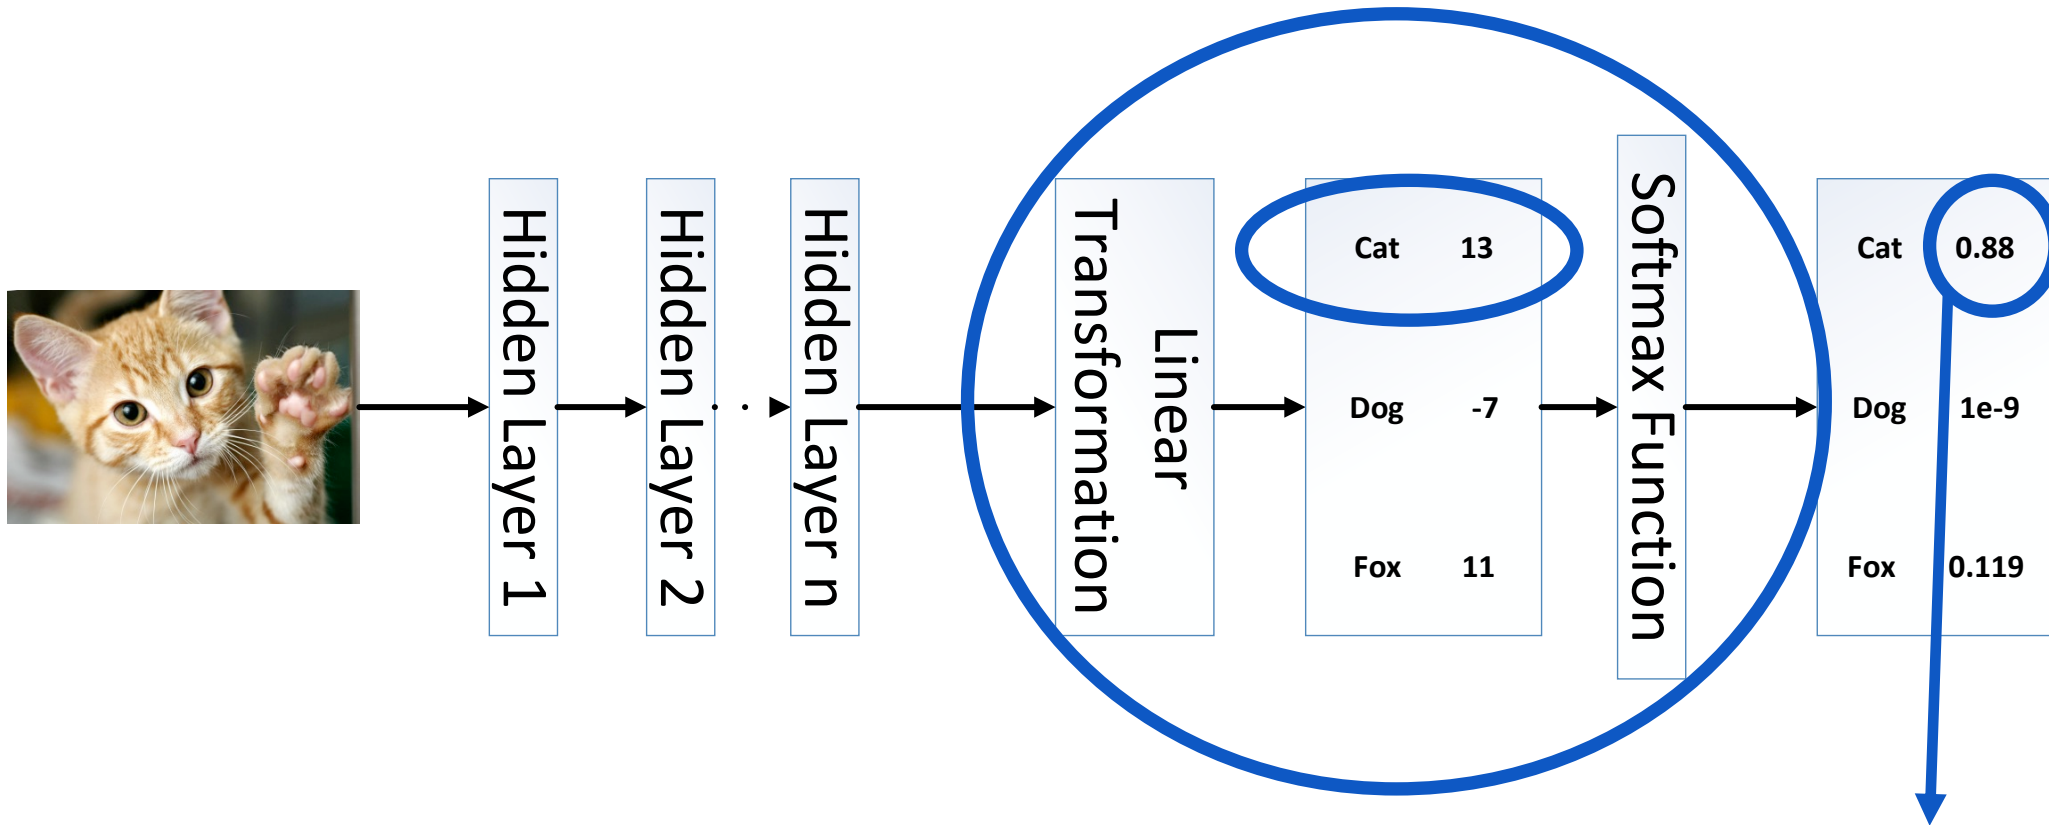 Hidden Layer 1
Hidden Layer 2
. .
Hidden Layer n
Linear
Transformation
Cat 13
Dog -7
Fox 11
Softmax Function
Cat 0.88
Dog 1e-9
Fox 0.119